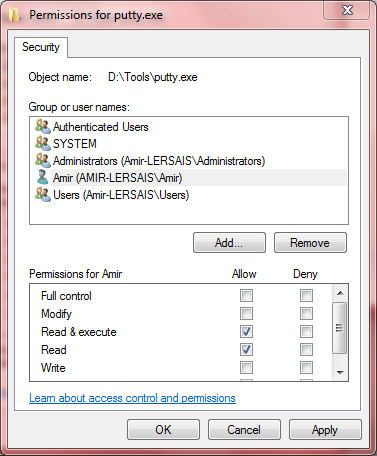 Permissions for putty.exe
Security
Object name: D:\Tools\putty.exe
Group or user names:
Authenticated Users
SYSTEM
Administrators (Amir-LERSAIS\Administrators)
Amir (AMIR-LERSAIS\Amir)
Users (Amir-LERSAIS\Users)
Add... Remove
Permissions for Amir Allow Deny
Full control
Modify
Read & execute
Read
Write
Learn about access control and permissions
OK Cancel Apply